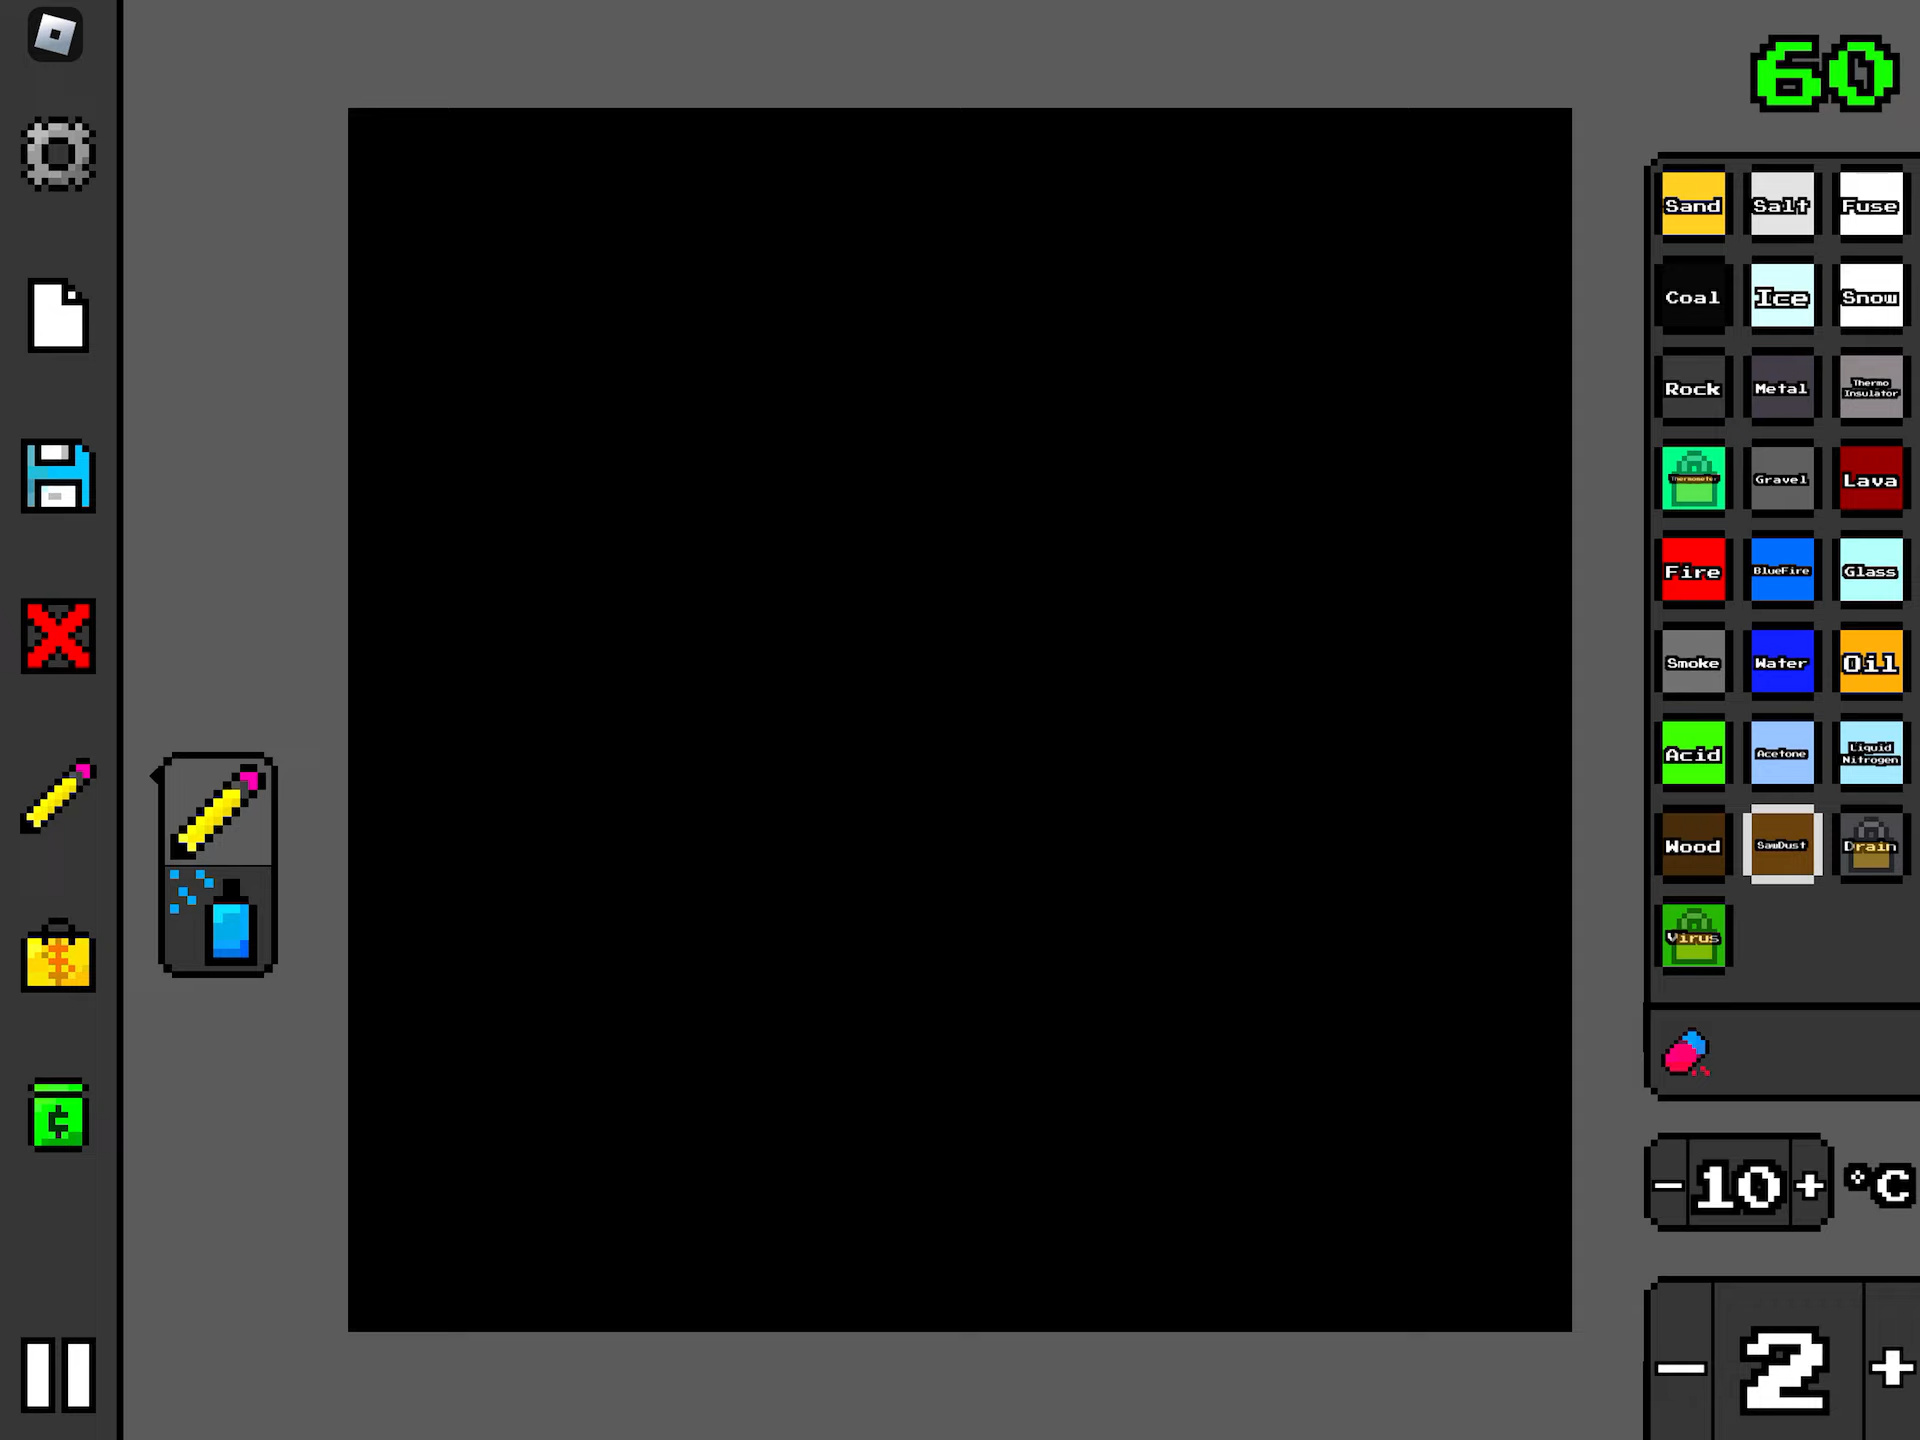 60
Sand Salt Fuse
Coal Ice Snow
Rock Metal Thermo Insulator
Thermometer Gravel Lava
Fire BlueFire Glass
Smoke Water Oil
Acid Acetone Liquid Nitrogen
Wood SawDust Drain
Virus
$
- 10 + °C
- 2 +